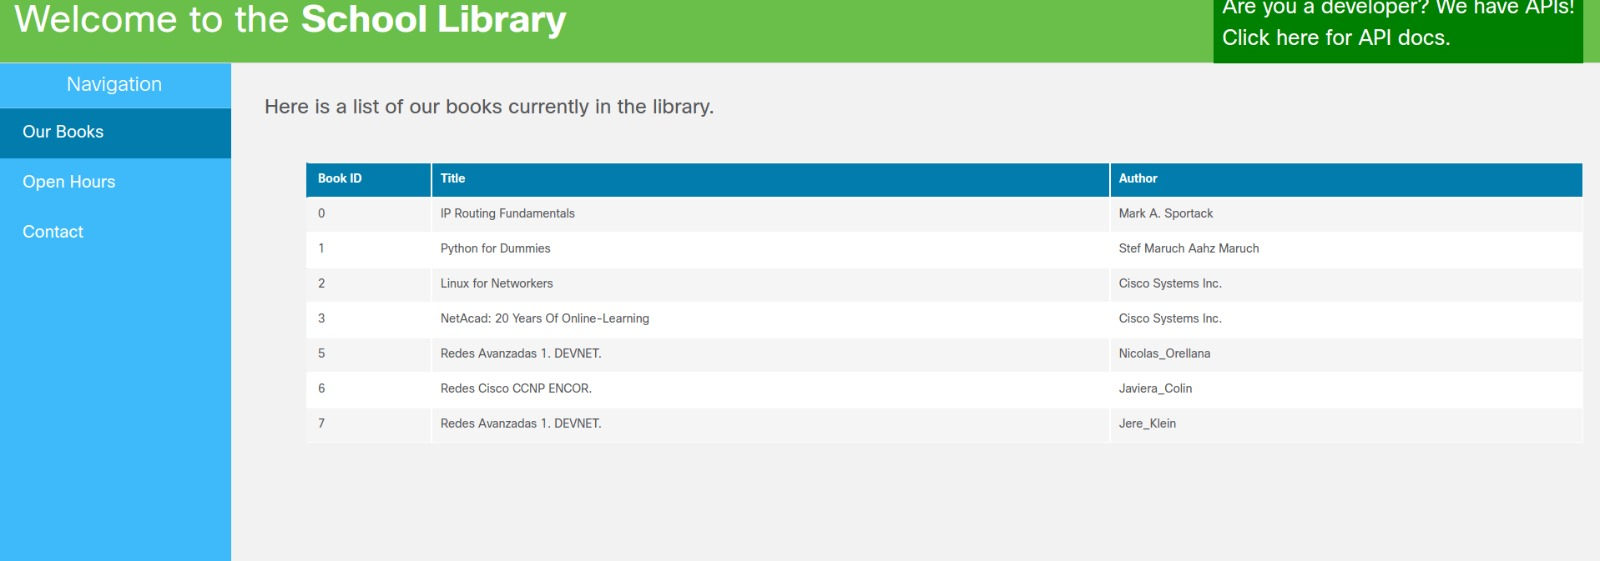 Welcome to the School Library
Are you a developer? We have APIs!
Click here for API docs.
Navigation
Our Books
Open Hours
Contact
Here is a list of our books currently in the library.
Book ID Title Author
0 IP Routing Fundamentals Mark A. Sportack
1 Python for Dummies Stef Maruch Aahz Maruch
2 Linux for Networkers Cisco Systems Inc.
3 NetAcad: 20 Years Of Online-Learning Cisco Systems Inc.
5 Redes Avanzadas 1. DEVNET. Nicolas_Orellana
6 Redes Cisco CCNP ENCOR. Javiera_Colin
7 Redes Avanzadas 1. DEVNET. Jere_Klein